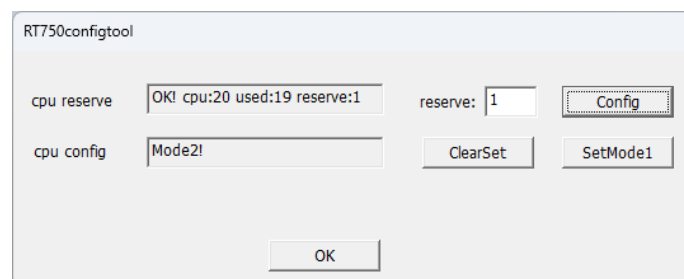 RT750configtool
cpu reserve OK! cpu:20 used:19 reserve:1 reserve: 1 Config
cpu config Mode2! ClearSet SetMode1
OK